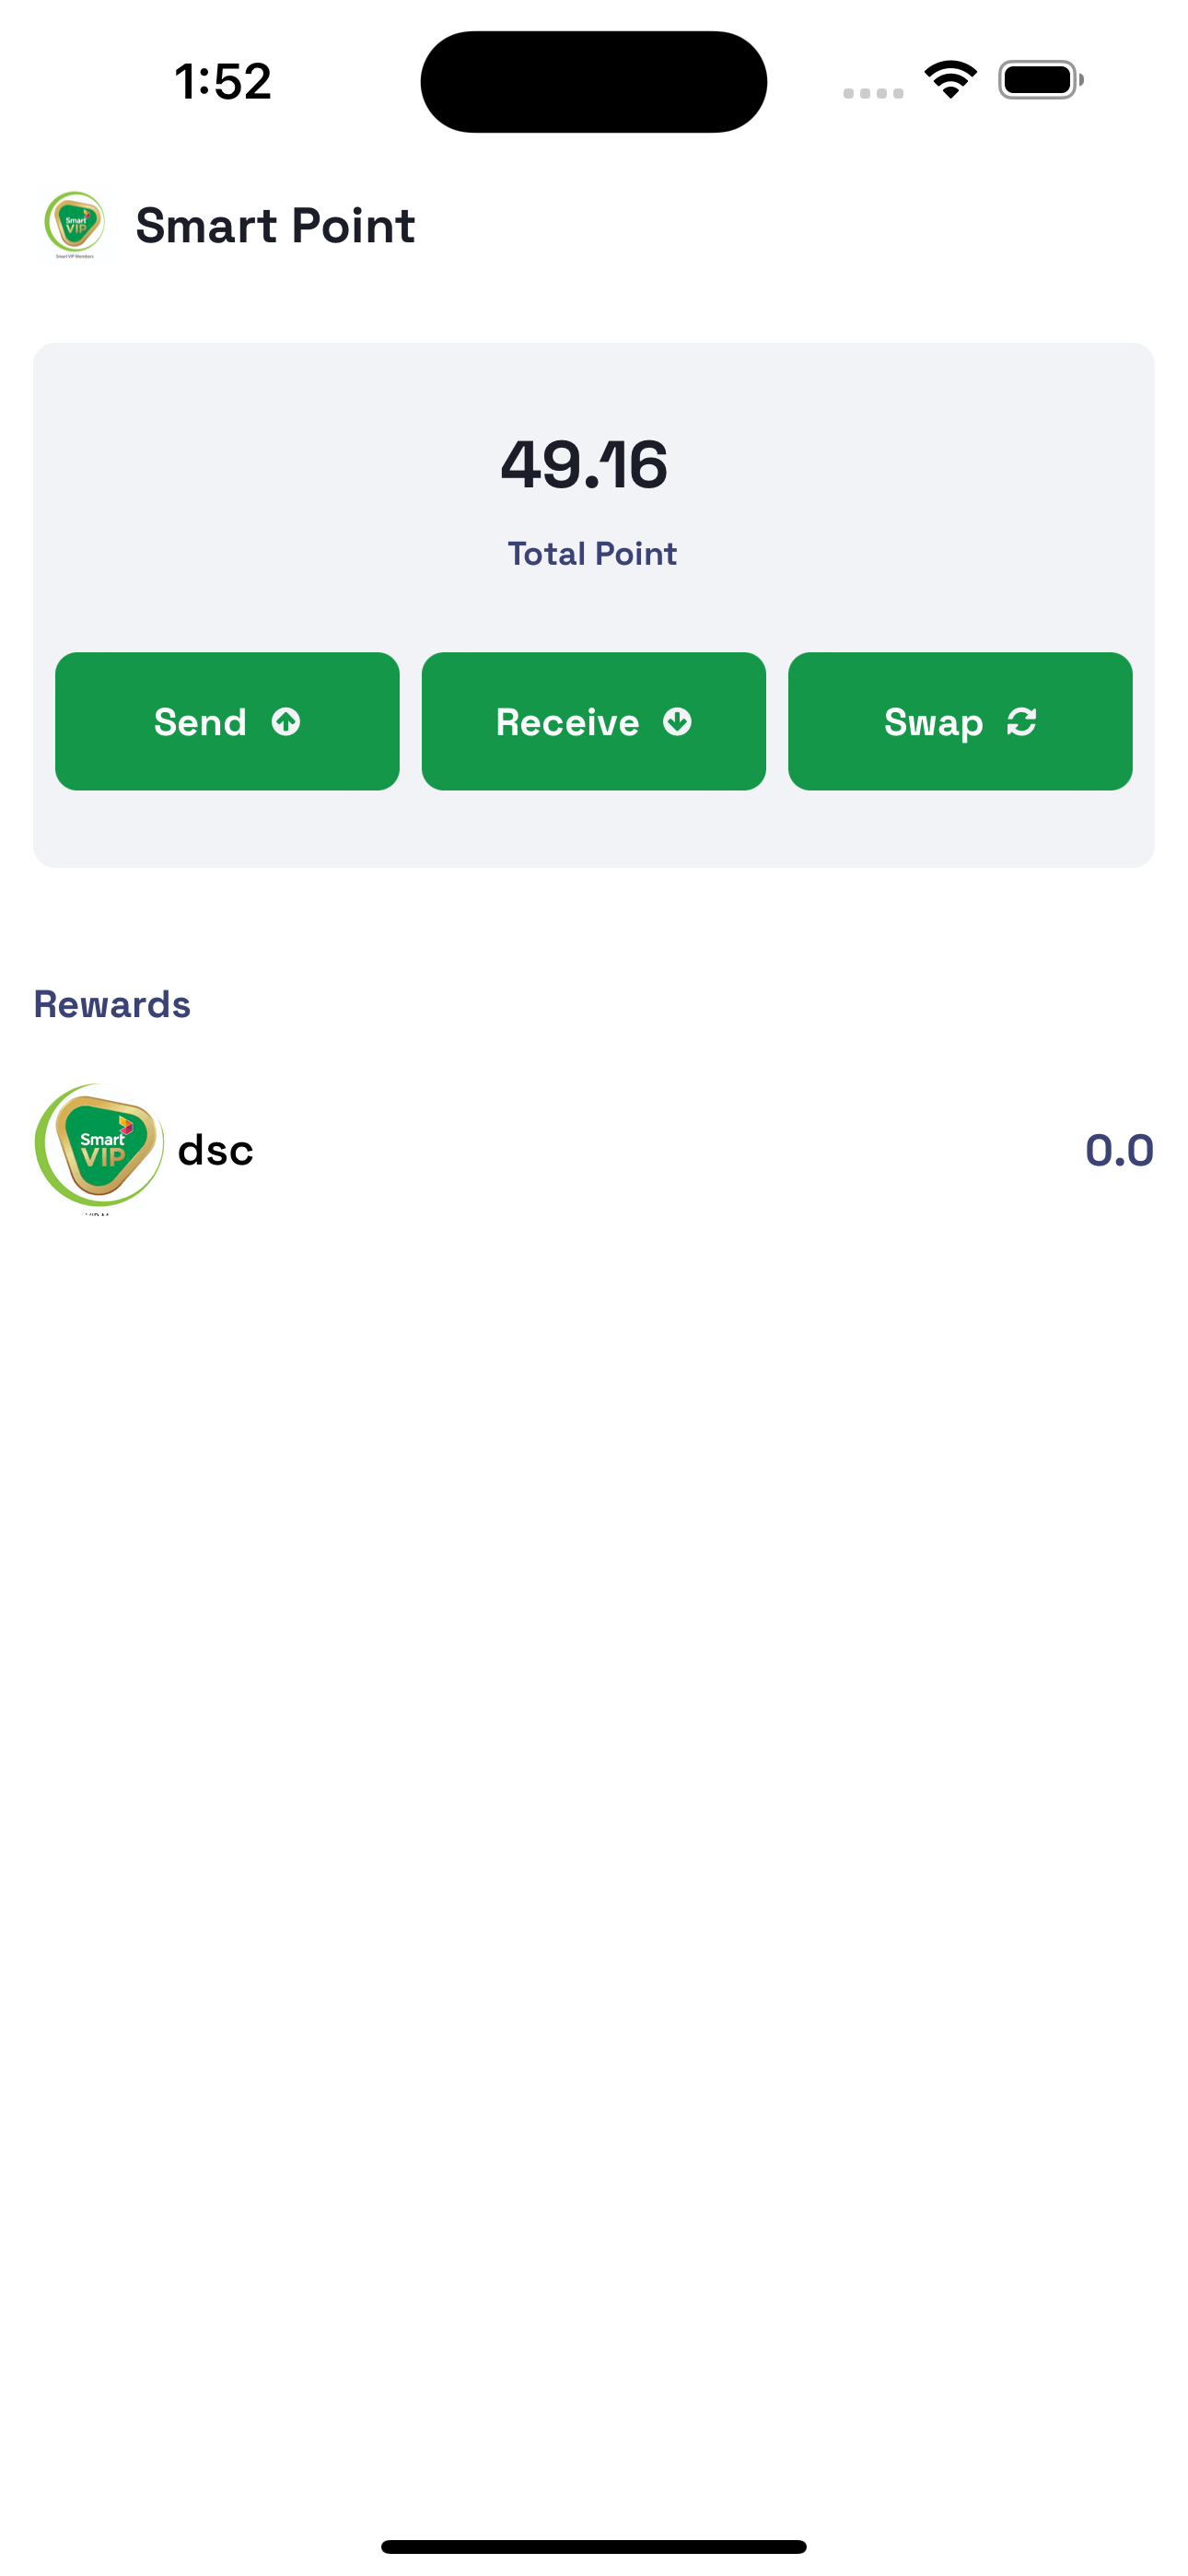 1:52
Smart
VIP
Smart VIP Members
Smart Point
49.16
Total Point
Send
Receive
Swap
Rewards
Smart
VIP
dsc
0.0